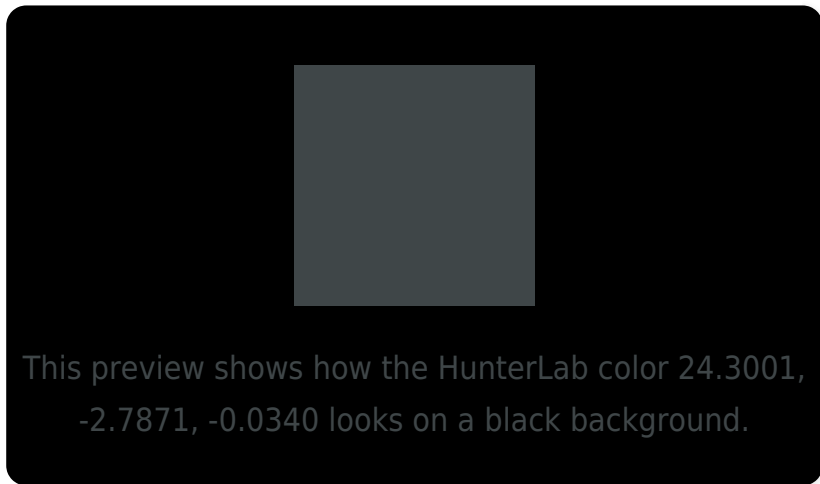 This preview shows how the HunterLab color 24.3001,
-2.7871, -0.0340 looks on a black background.